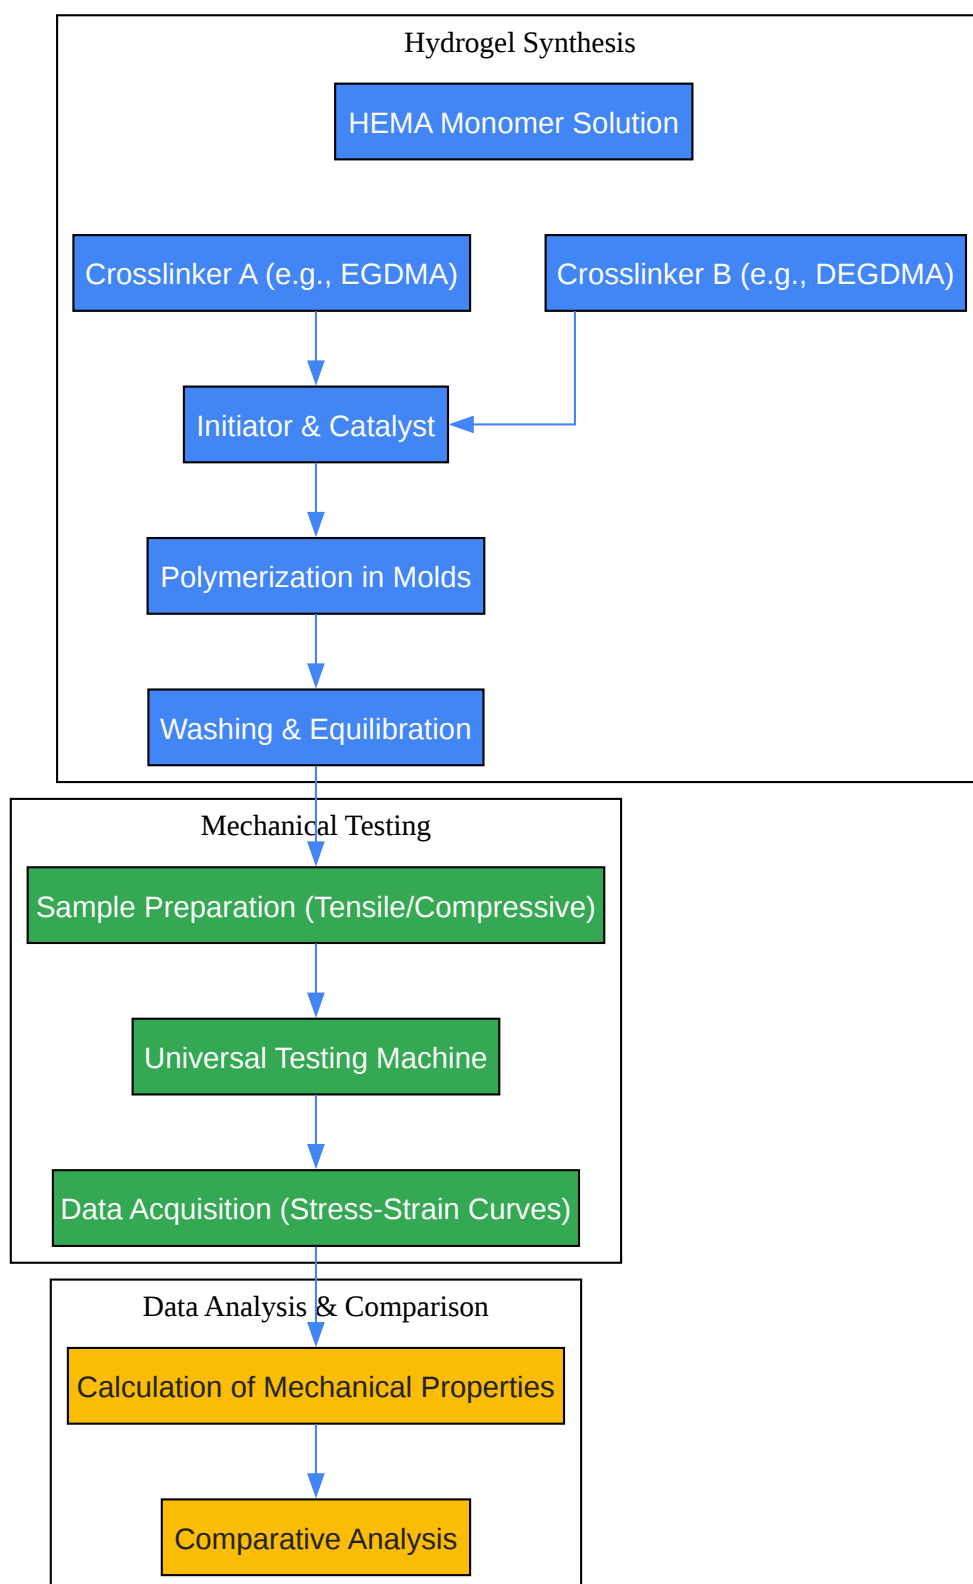 Hydrogel Synthesis
HEMA Monomer Solution
Crosslinker A (e.g., EGDMA)
Crosslinker B (e.g., DEGDMA)
Initiator & Catalyst
Polymerization in Molds
Washing & Equilibration
Mechanical Testing
Sample Preparation (Tensile/Compressive)
Universal Testing Machine
Data Acquisition (Stress-Strain Curves)
Data Analysis & Comparison
Calculation of Mechanical Properties
Comparative Analysis